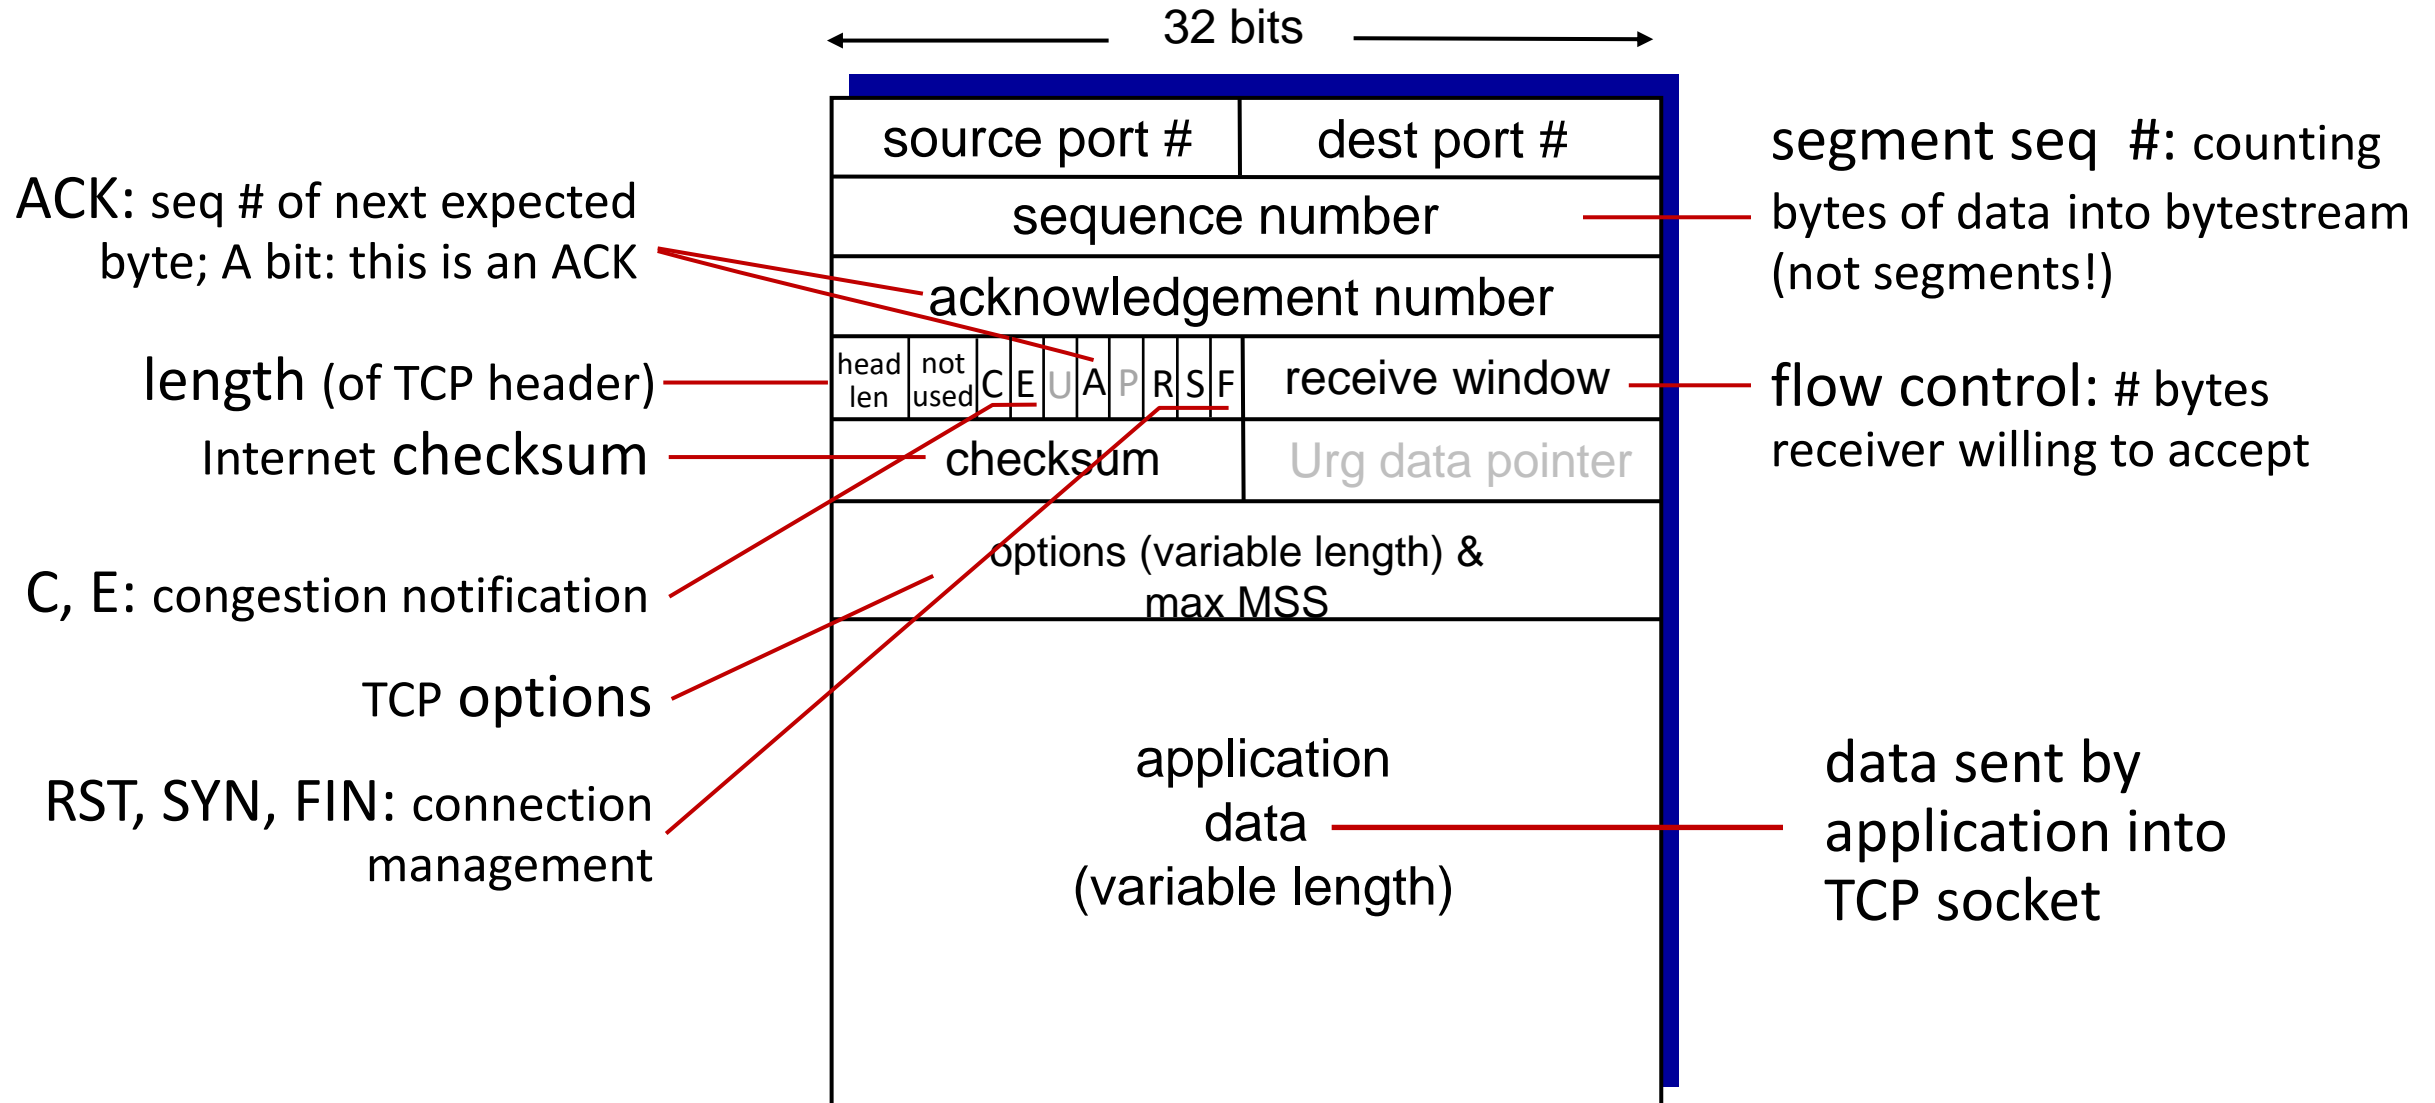 32 bits
source port # dest port #
sequence number
acknowledgement number
head len not used C E U A P R S F receive window
checksum Urg data pointer
options (variable length) &
max MSS
application
data
(variable length)
ACK: seq # of next expected
byte; A bit: this is an ACK
length (of TCP header)
Internet checksum
C, E: congestion notification
TCP options
RST, SYN, FIN: connection
management
segment seq #: counting
bytes of data into bytestream
(not segments!)
flow control: # bytes
receiver willing to accept
data sent by
application into
TCP socket